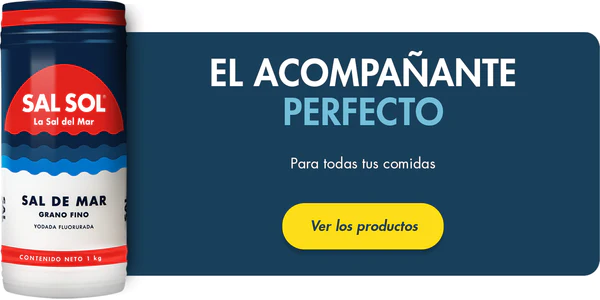 SAL SOL®
La Sal del Mar
SAL DE MAR
GRANO FINO
YODADA FLUORURADA
CONTENIDO NETO 1 kg
EL ACOMPAÑANTE
PERFECTO
Para todas tus comidas
Ver los productos